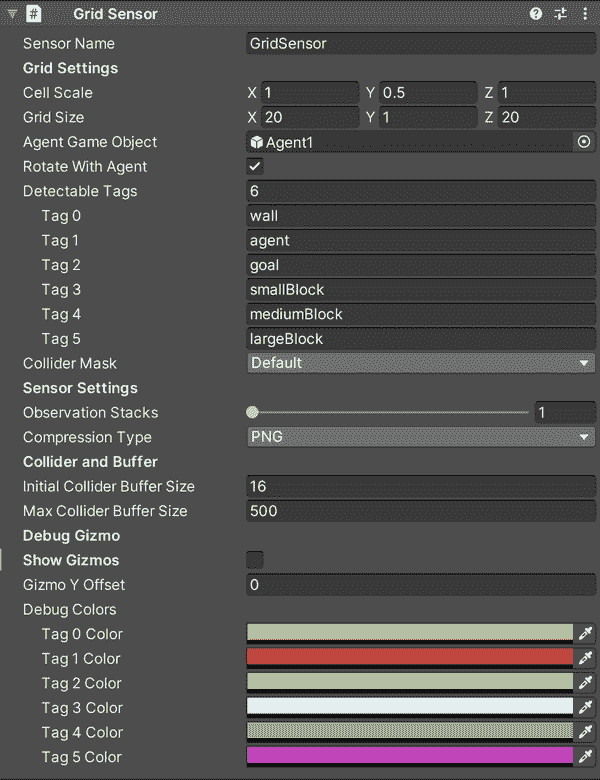 Grid Sensor
Sensor Name GridSensor
Grid Settings
Cell Scale X 1 Y 0.5 Z 1
Grid Size X 20 Y 1 Z 20
Agent Game Object Agent1
Rotate With Agent
Detectable Tags 6
Tag 0 wall
Tag 1 agent
Tag 2 goal
Tag 3 smallBlock
Tag 4 mediumBlock
Tag 5 largeBlock
Collider Mask Default
Sensor Settings
Observation Stacks 1
Compression Type PNG
Collider and Buffer
Initial Collider Buffer Size 16
Max Collider Buffer Size 500
Debug Gizmo
Show Gizmos
Gizmo Y Offset 0
Debug Colors
Tag 0 Color
Tag 1 Color
Tag 2 Color
Tag 3 Color
Tag 4 Color
Tag 5 Color